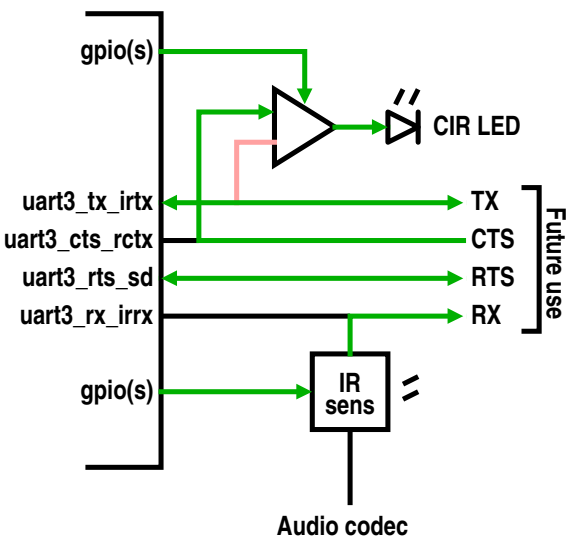 gpio(s)
CIR LED
uart3_tx_irtx
TX
uart3_cts_rctx
CTS
uart3_rts_sd
RTS
uart3_rx_irrx
RX
Future use
gpio(s)
IR
sens
Audio codec